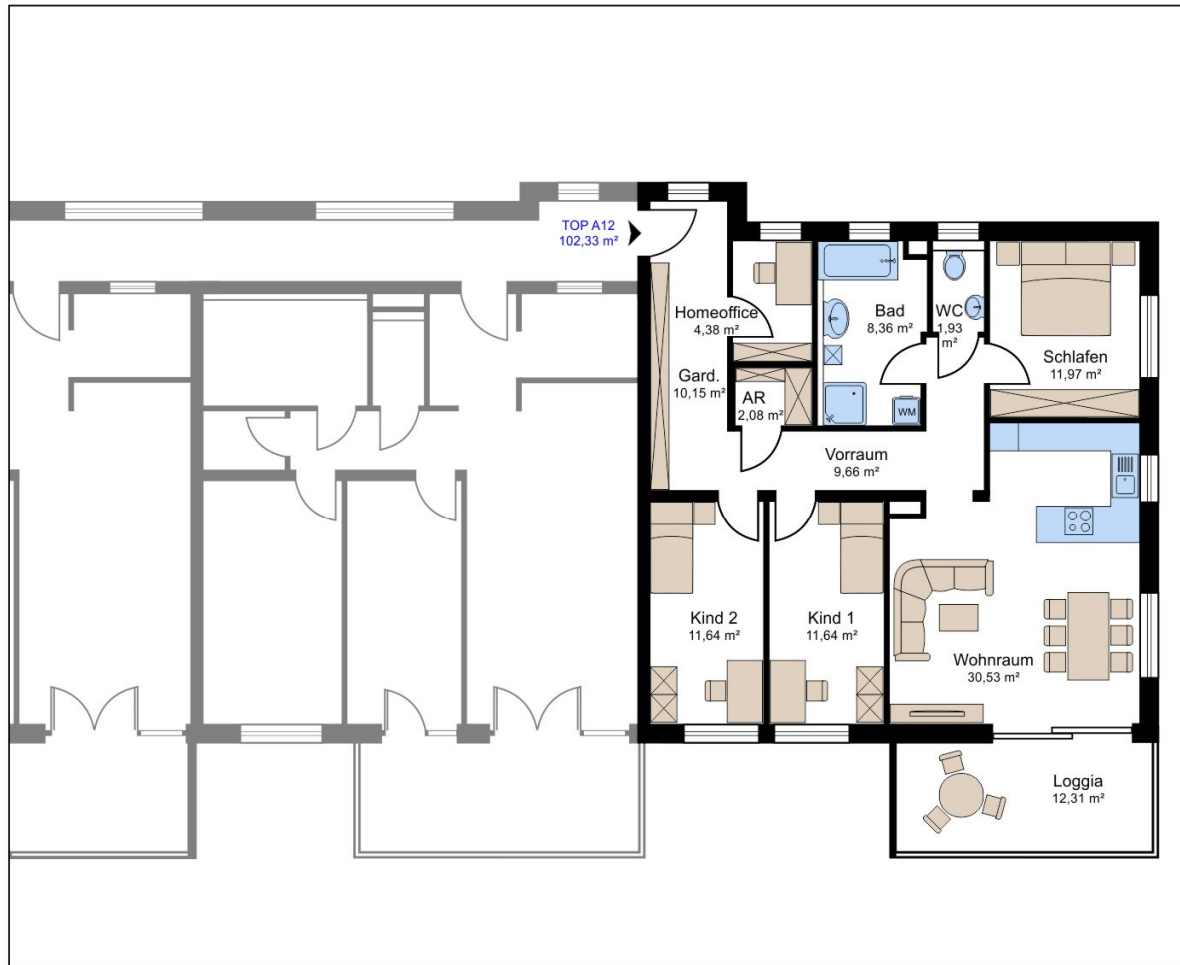 TOP A12
102,33 m²
Homeoffice
4,38 m²
Bad
8,36 m²
WC
1,93
m²
Schlafen
11,97 m²
Gard.
10,15 m²
AR
2,08 m²
WM
Vorraum
9,66 m²
Kind 2
11,64 m²
Kind 1
11,64 m²
Wohnraum
30,53 m²
Loggia
12,31 m²